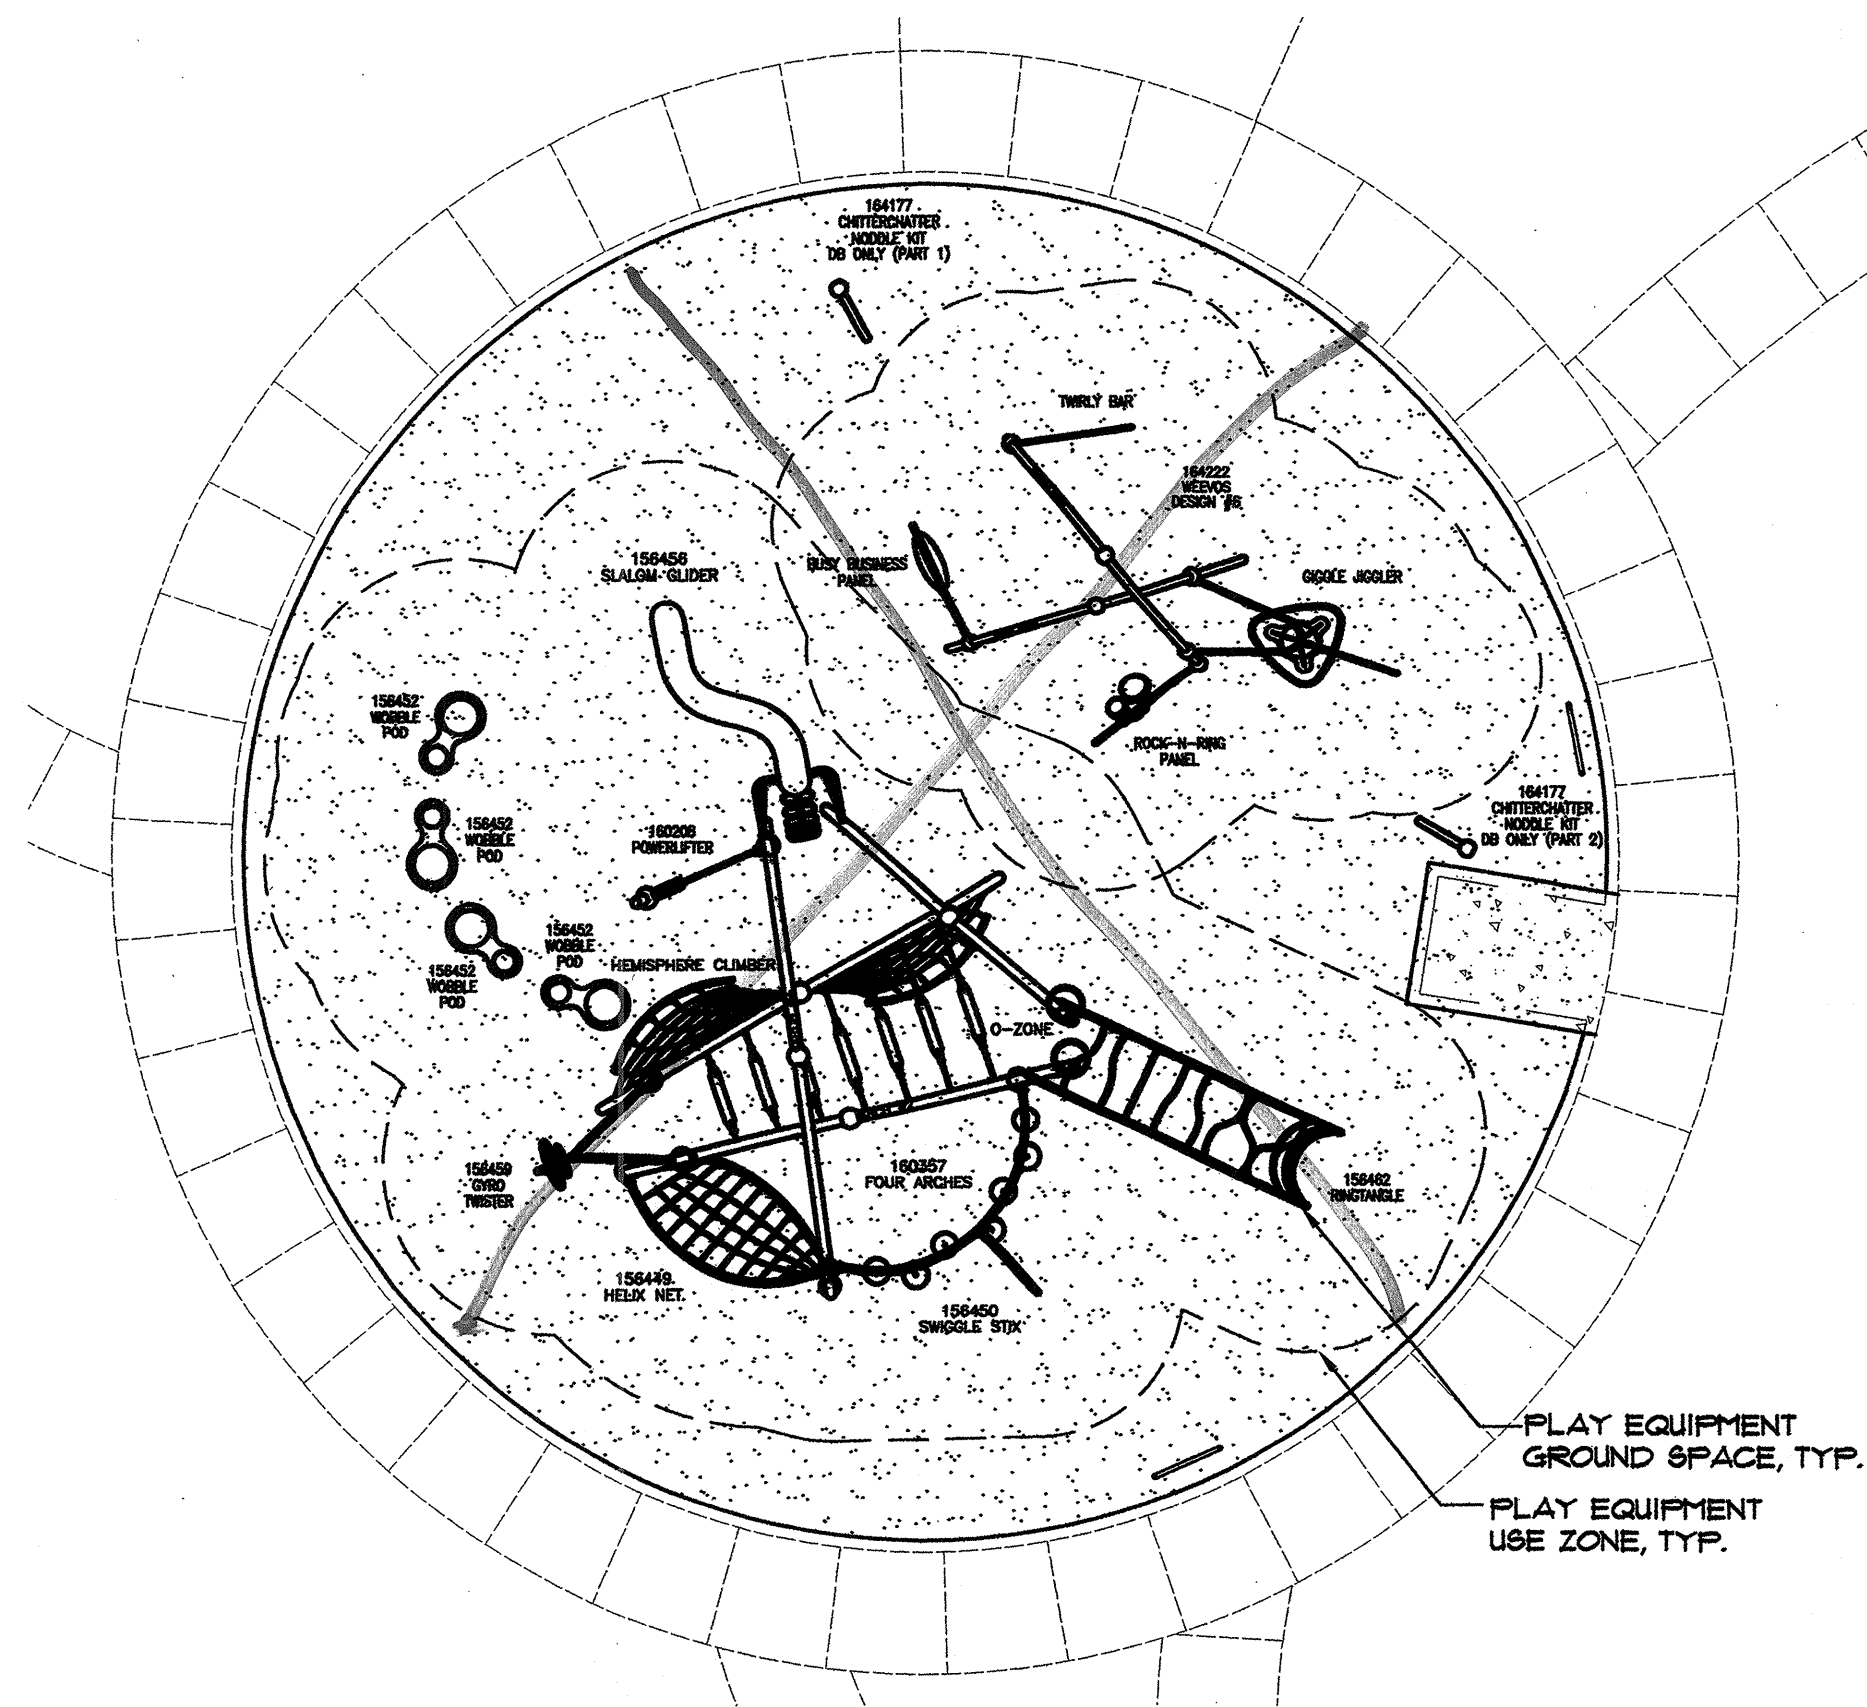 164177
CHITTERCHATTER
NODDLE KIT
DB ONLY (PART 1)
TWIRLY BAR
164222
WEEVOS
DESIGN #6
156456
SLALOM GLIDER
BUSY BUSINESS
PANEL
GIGGLE JIGGLER
156452
WOBBLE
POD
ROCK-N-RING
PANEL
164177
CHITTERCHATTER
NODDLE KIT
DB ONLY (PART 2)
156452
WOBBLE
POD
160208
POWERLIFTER
156452
WOBBLE
POD
156452
WOBBLE
POD
HEMISPHERE CLIMBER
O-ZONE
156459
GYRO
TWISTER
160357
FOUR ARCHES
156462
RINGTANGLE
156449
HELIX NET
156450
SWIGGLE STIX
PLAY EQUIPMENT
GROUND SPACE, TYP.
PLAY EQUIPMENT
USE ZONE, TYP.